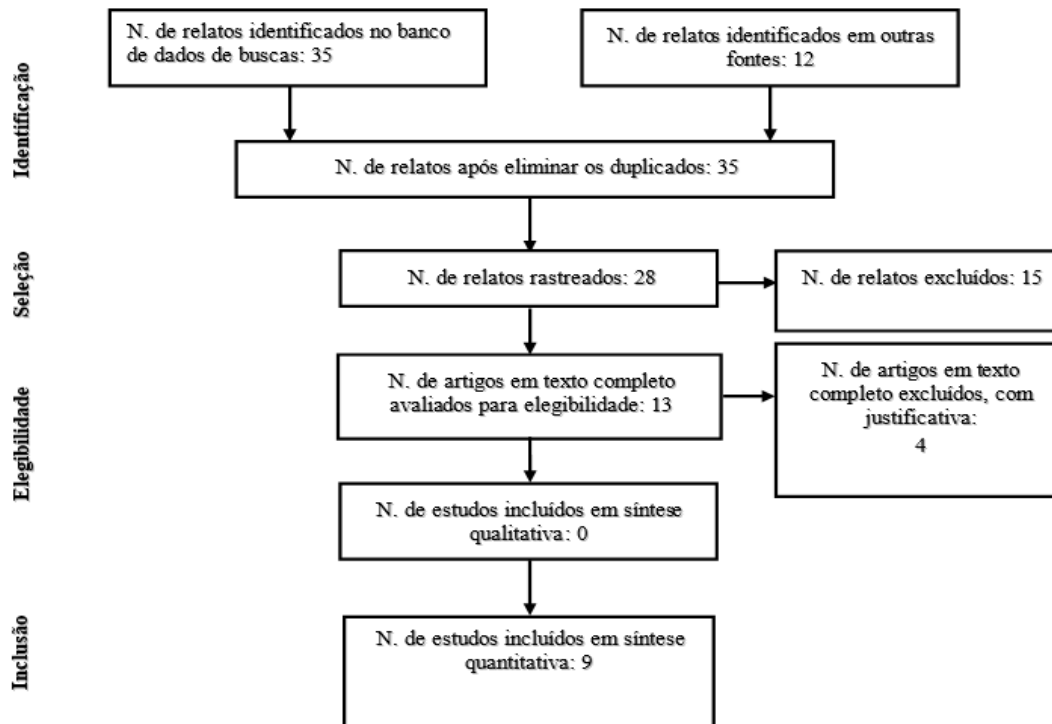 N. de relatos identificados no banco
de dados de buscas: 35
N. de relatos identificados em outras
fontes: 12
Identificação
N. de relatos após eliminar os duplicados: 35
Seleção
N. de relatos rastreados: 28
N. de relatos excluídos: 15
Elegibilidade
N. de artigos em texto completo
avaliados para elegibilidade: 13
N. de artigos em texto
completo excluídos, com
justificativa:
4
N. de estudos incluídos em síntese
qualitativa: 0
Inclusão
N. de estudos incluídos em síntese
quantitativa: 9